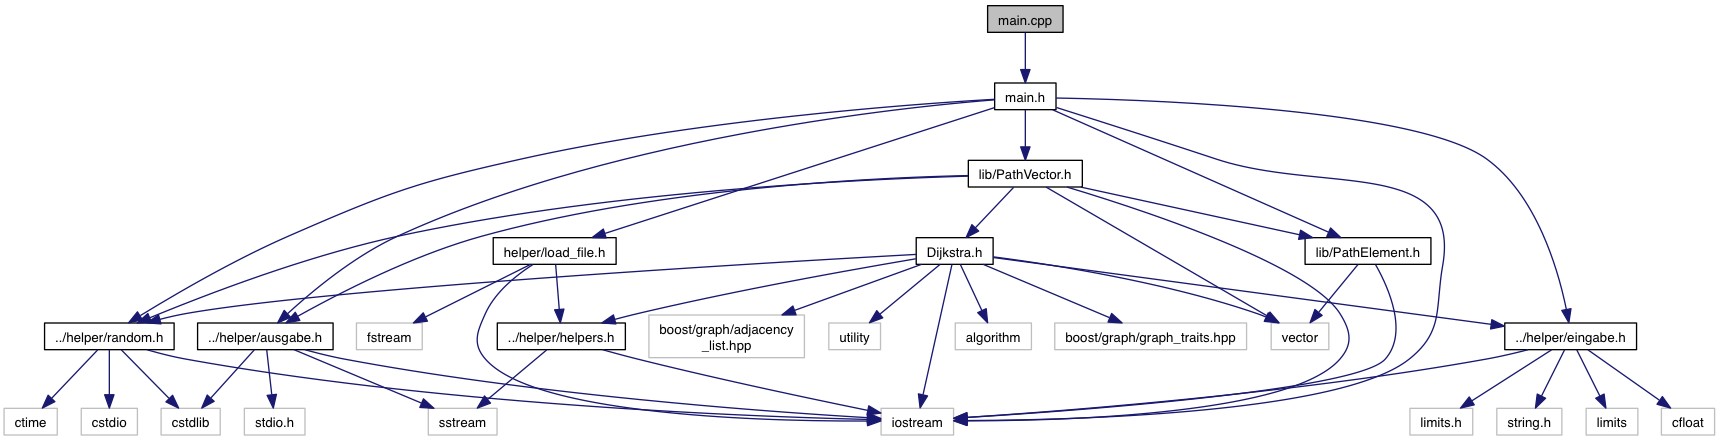 main.cpp
main.h
lib/PathVector.h
helper/load_file.h
Dijkstra.h
lib/PathElement.h
../helper/random.h
../helper/ausgabe.h
fstream
../helper/helpers.h
boost/graph/adjacency
_list.hpp
utility
algorithm
boost/graph/graph_traits.hpp
vector
../helper/eingabe.h
ctime
cstdio
cstdlib
stdio.h
sstream
iostream
limits.h
string.h
limits
cfloat